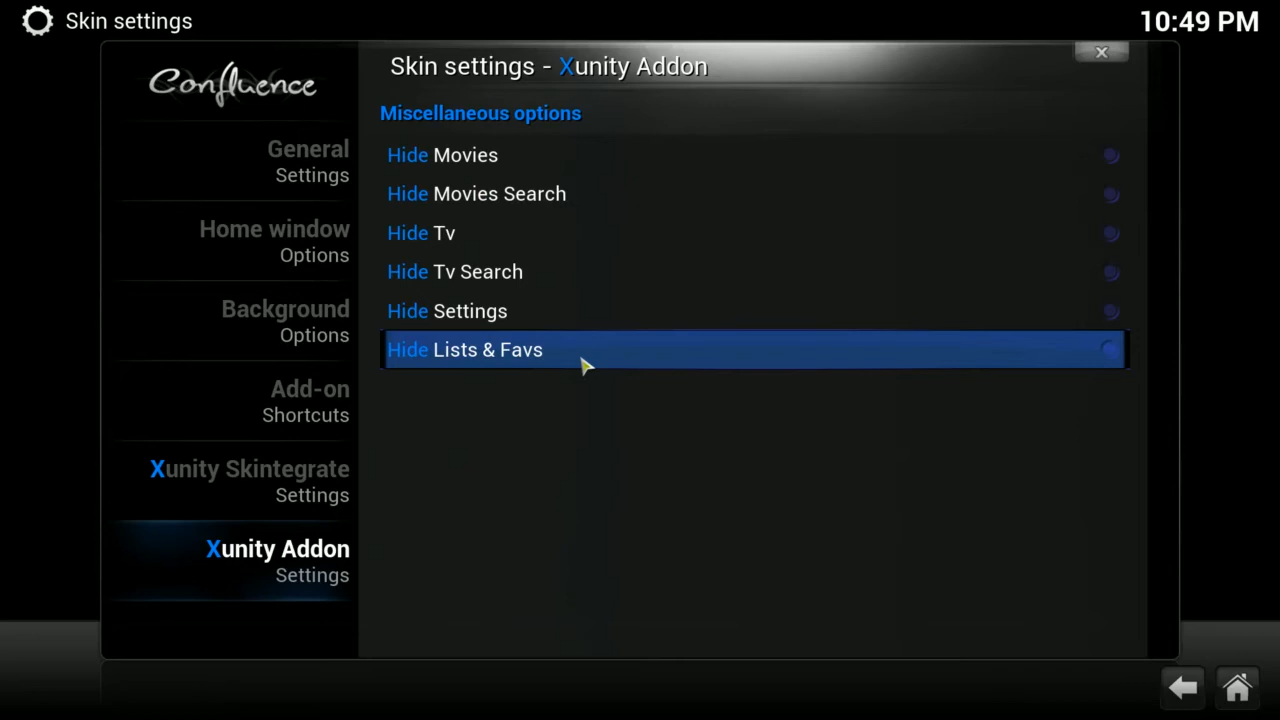 Skin settings
10:49 PM
Confluence
General
Settings
Home window
Options
Background
Options
Add-on
Shortcuts
Xunity Skintegrate
Settings
Xunity Addon
Settings
Skin settings - Xunity Addon
Miscellaneous options
Hide Movies
Hide Movies Search
Hide Tv
Hide Tv Search
Hide Settings
Hide Lists & Favs